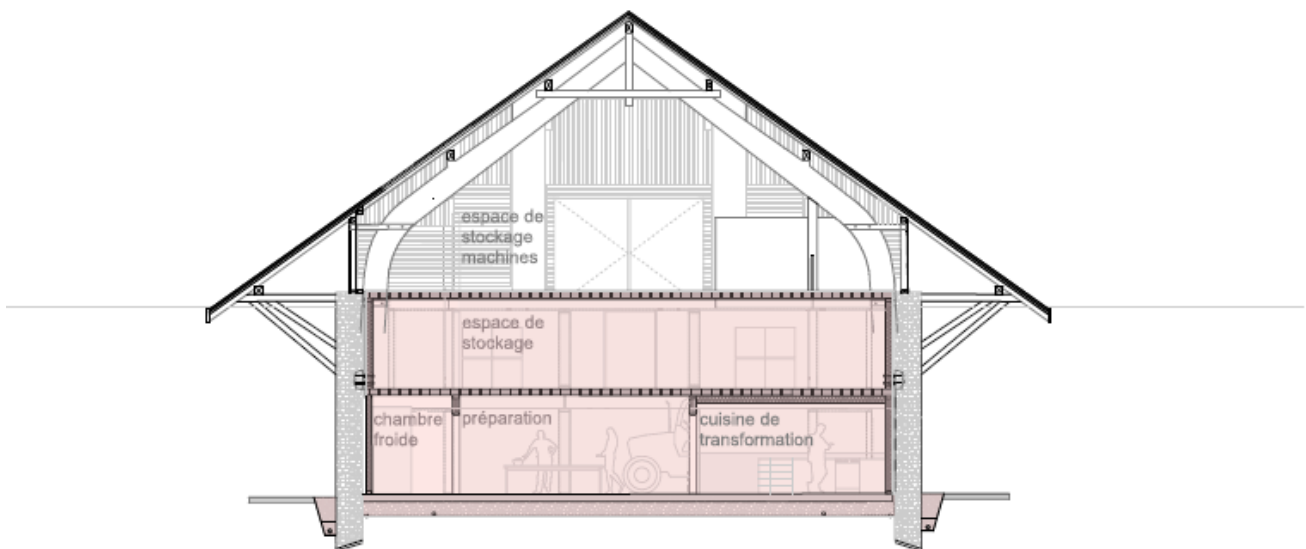 espace de
stockage
machines
espace de
stockage
chambre
froide
préparation
cuisine de
transformation